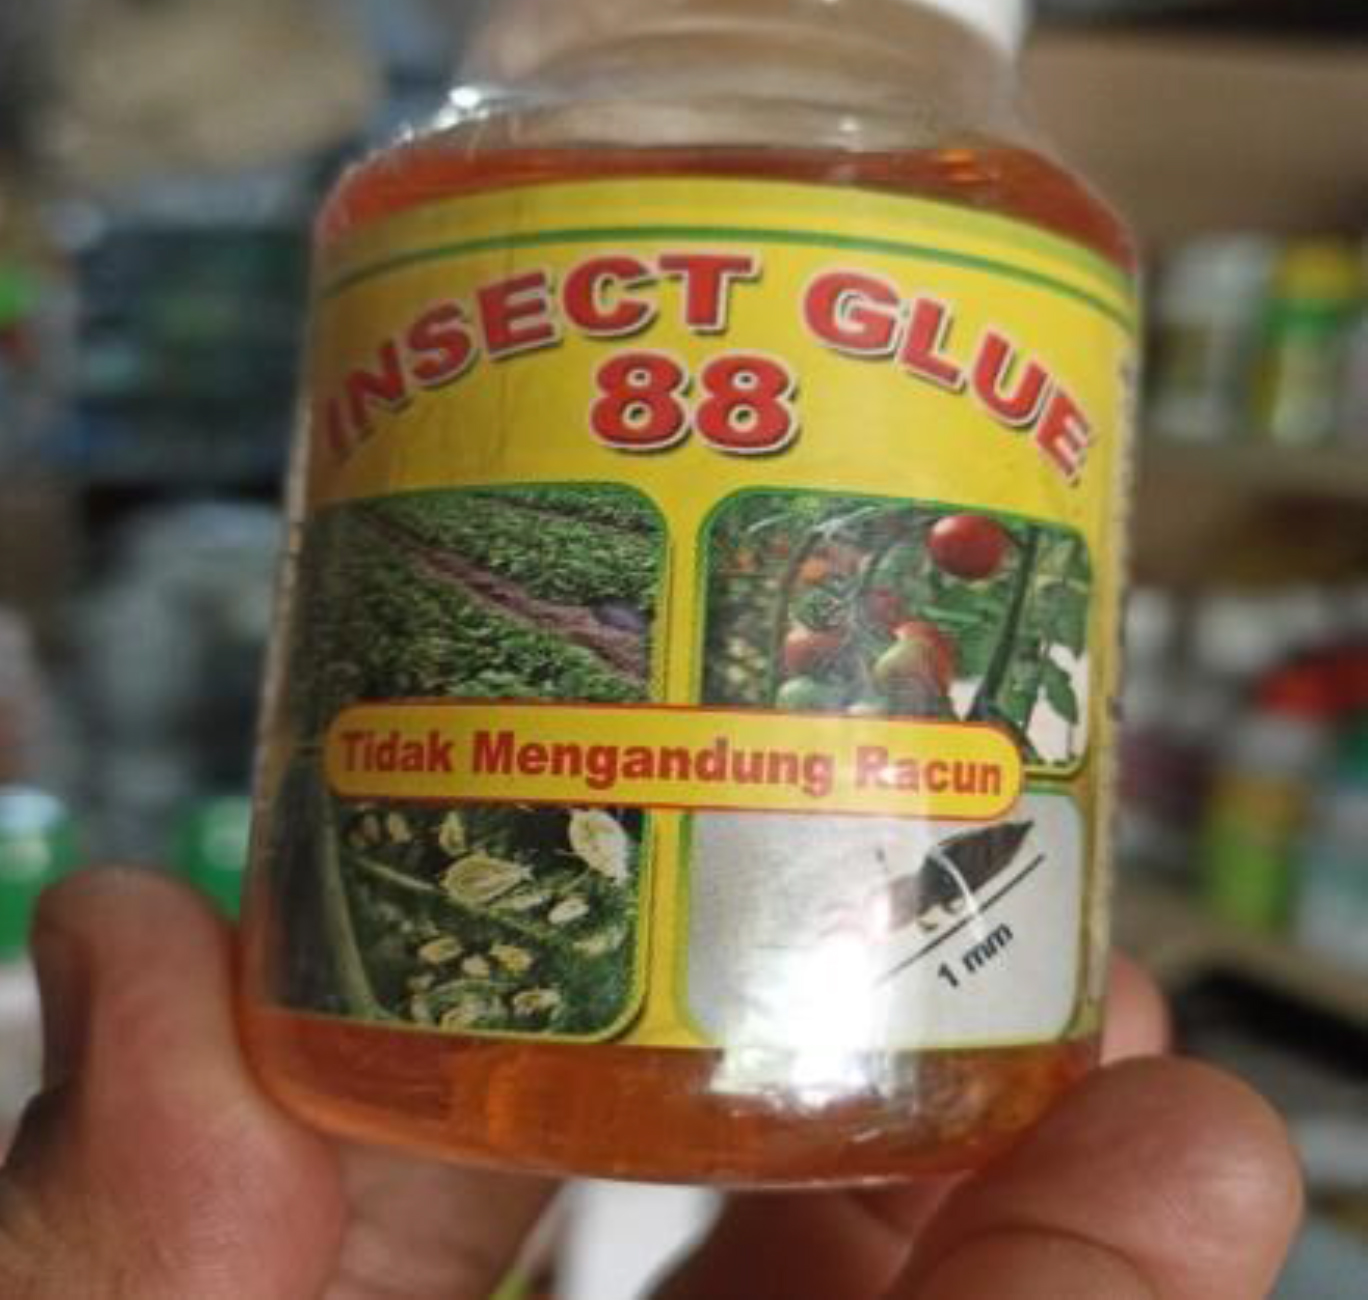 INSECT GLUE
88
Tidak Mengandung Racun
1 mm